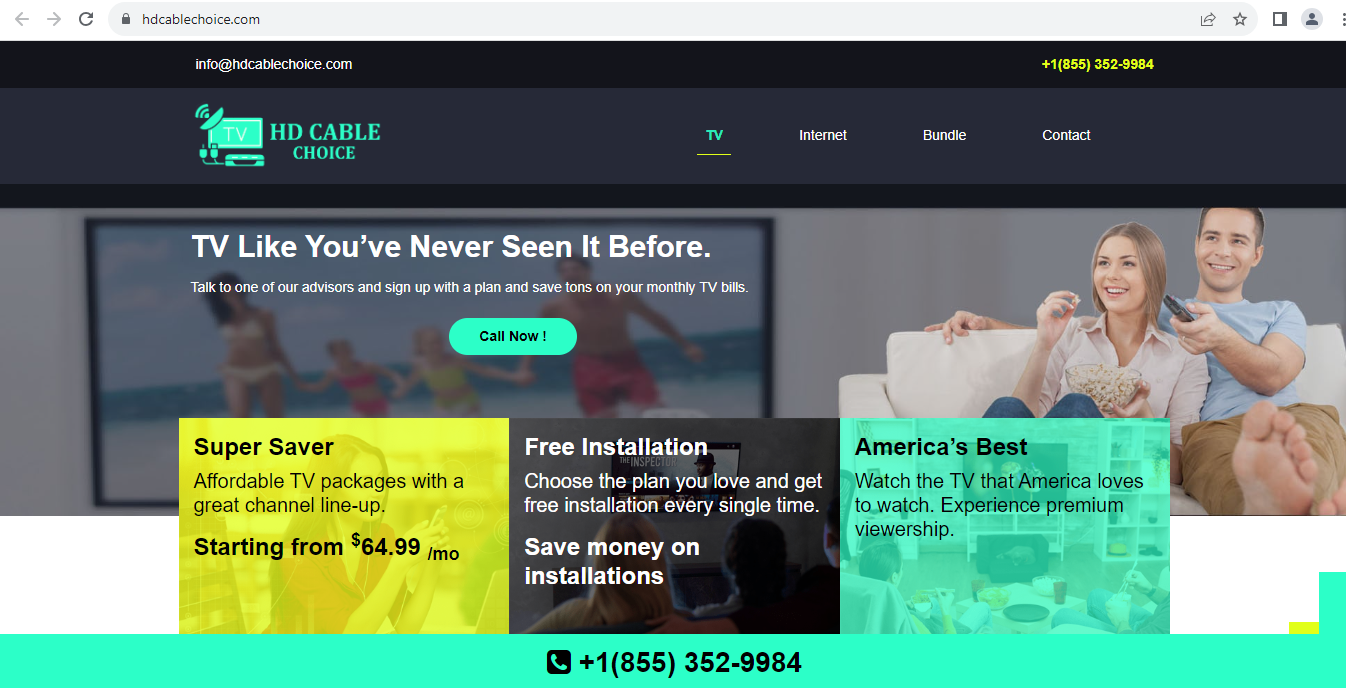 hdcablechoice.com
info@hdcablechoice.com
+1(855) 352-9984
TV
HD CABLE
CHOICE
TV
Internet
Bundle
Contact
TV Like You’ve Never Seen It Before.
Talk to one of our advisors and sign up with a plan and save tons on your monthly TV bills.
Call Now !
Super Saver
Affordable TV packages with a
great channel line-up.
Starting from $64.99 /mo
Free Installation
THE INSPECTOR
Choose the plan you love and get
free installation every single time.
Save money on
installations
America’s Best
Watch the TV that America loves
to watch. Experience premium
viewership.
+1(855) 352-9984